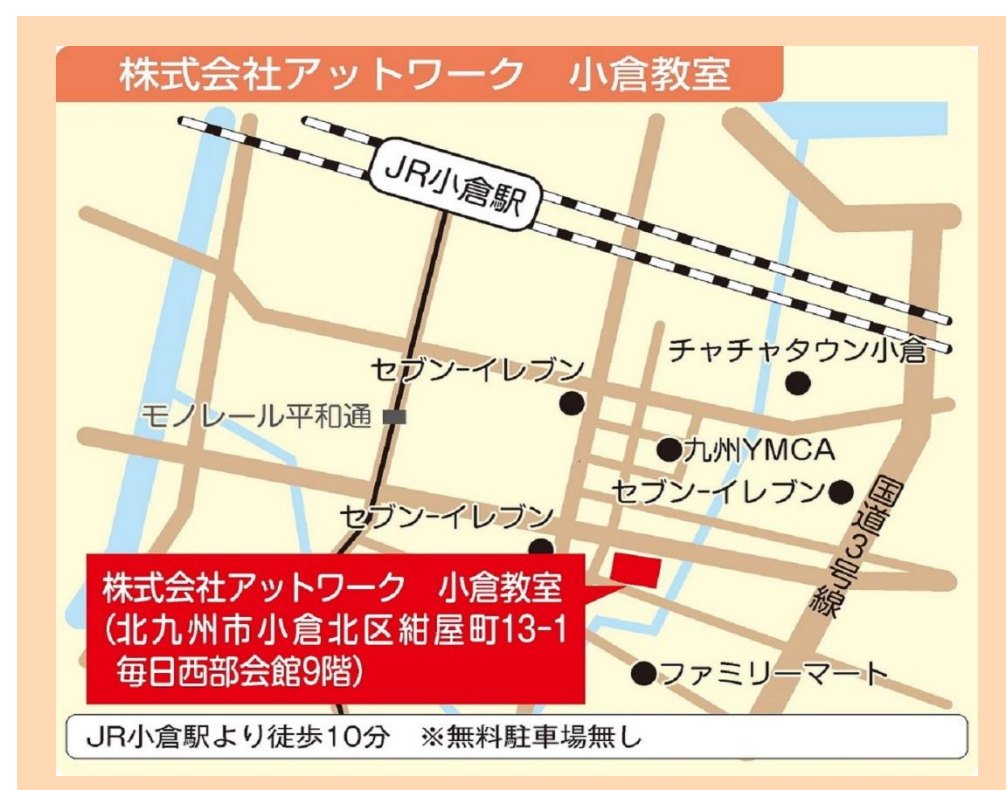 株式会社アットワーク　小倉教室
JR小倉駅
チャチャタウン小倉
セブン-イレブン
モノレール平和通
九州YMCA
セブン-イレブン
国道3号線
セブン-イレブン
株式会社アットワーク　小倉教室
(北九州市小倉北区紺屋町13-1
毎日西部会館9階)
ファミリーマート
JR小倉駅より徒歩10分　※無料駐車場無し